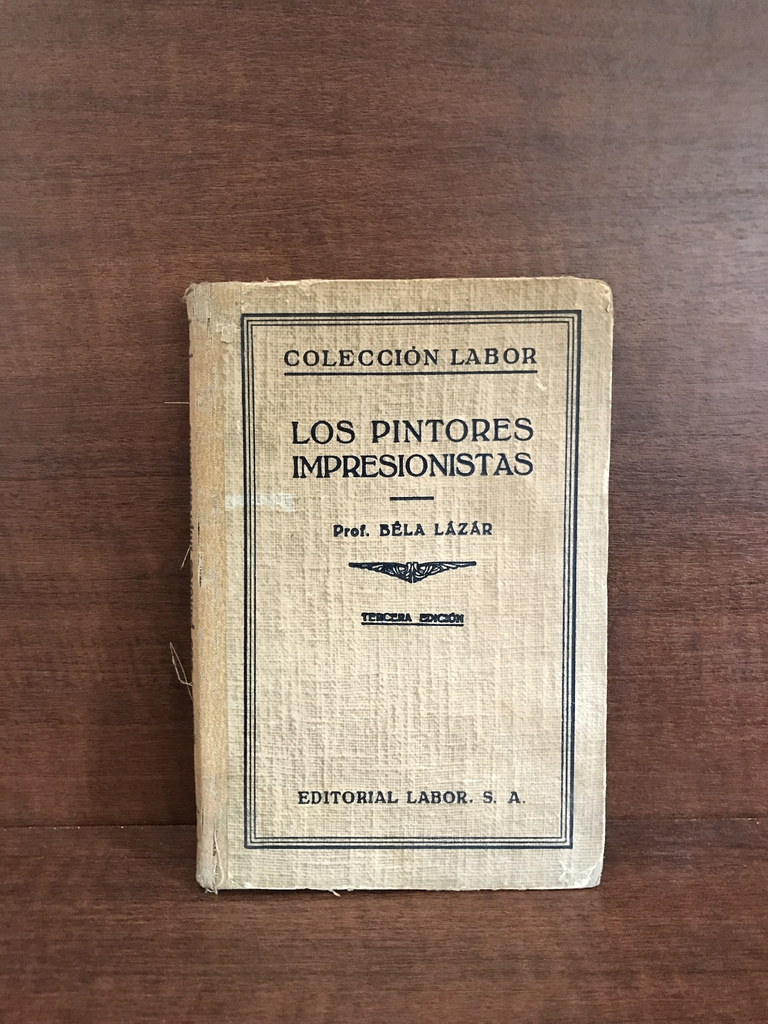 COLECCIÓN LABOR
LOS PINTORES
IMPRESIONISTAS
Prof. BÉLA LÁZÁR
TERCERA EDICIÓN
EDITORIAL LABOR, S. A.